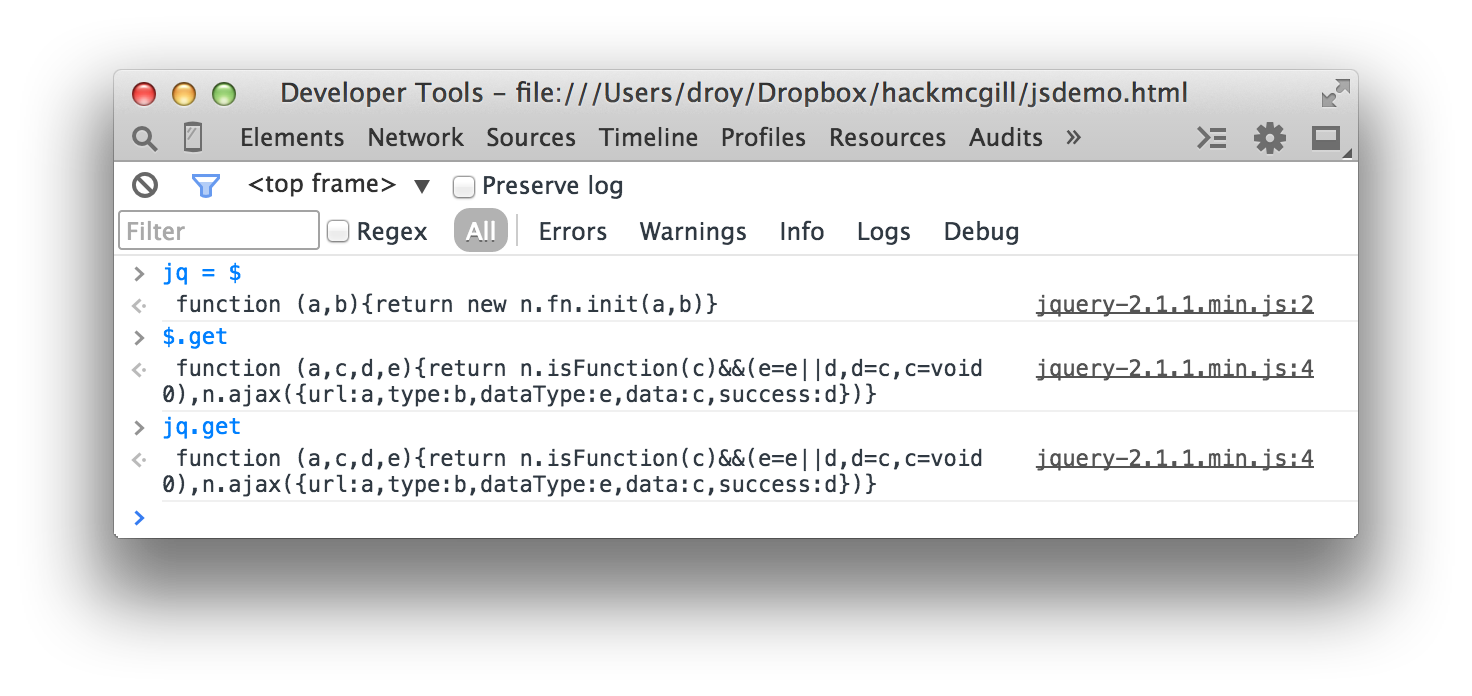 Developer Tools – file:///Users/droy/Dropbox/hackmcgill/jsdemo.html
Elements Network Sources Timeline Profiles Resources Audits »
<top frame> ▼ Preserve log
Filter Regex All Errors Warnings Info Logs Debug
> jq = $
function (a,b){return new n.fn.init(a,b)} jquery-2.1.1.min.js:2
> $.get
function (a,c,d,e){return n.isFunction(c)&&(e=e||d,d=c,c=void jquery-2.1.1.min.js:4
0),n.ajax({url:a,type:b,dataType:e,data:c,success:d})}
> jq.get
function (a,c,d,e){return n.isFunction(c)&&(e=e||d,d=c,c=void jquery-2.1.1.min.js:4
0),n.ajax({url:a,type:b,dataType:e,data:c,success:d})}
>